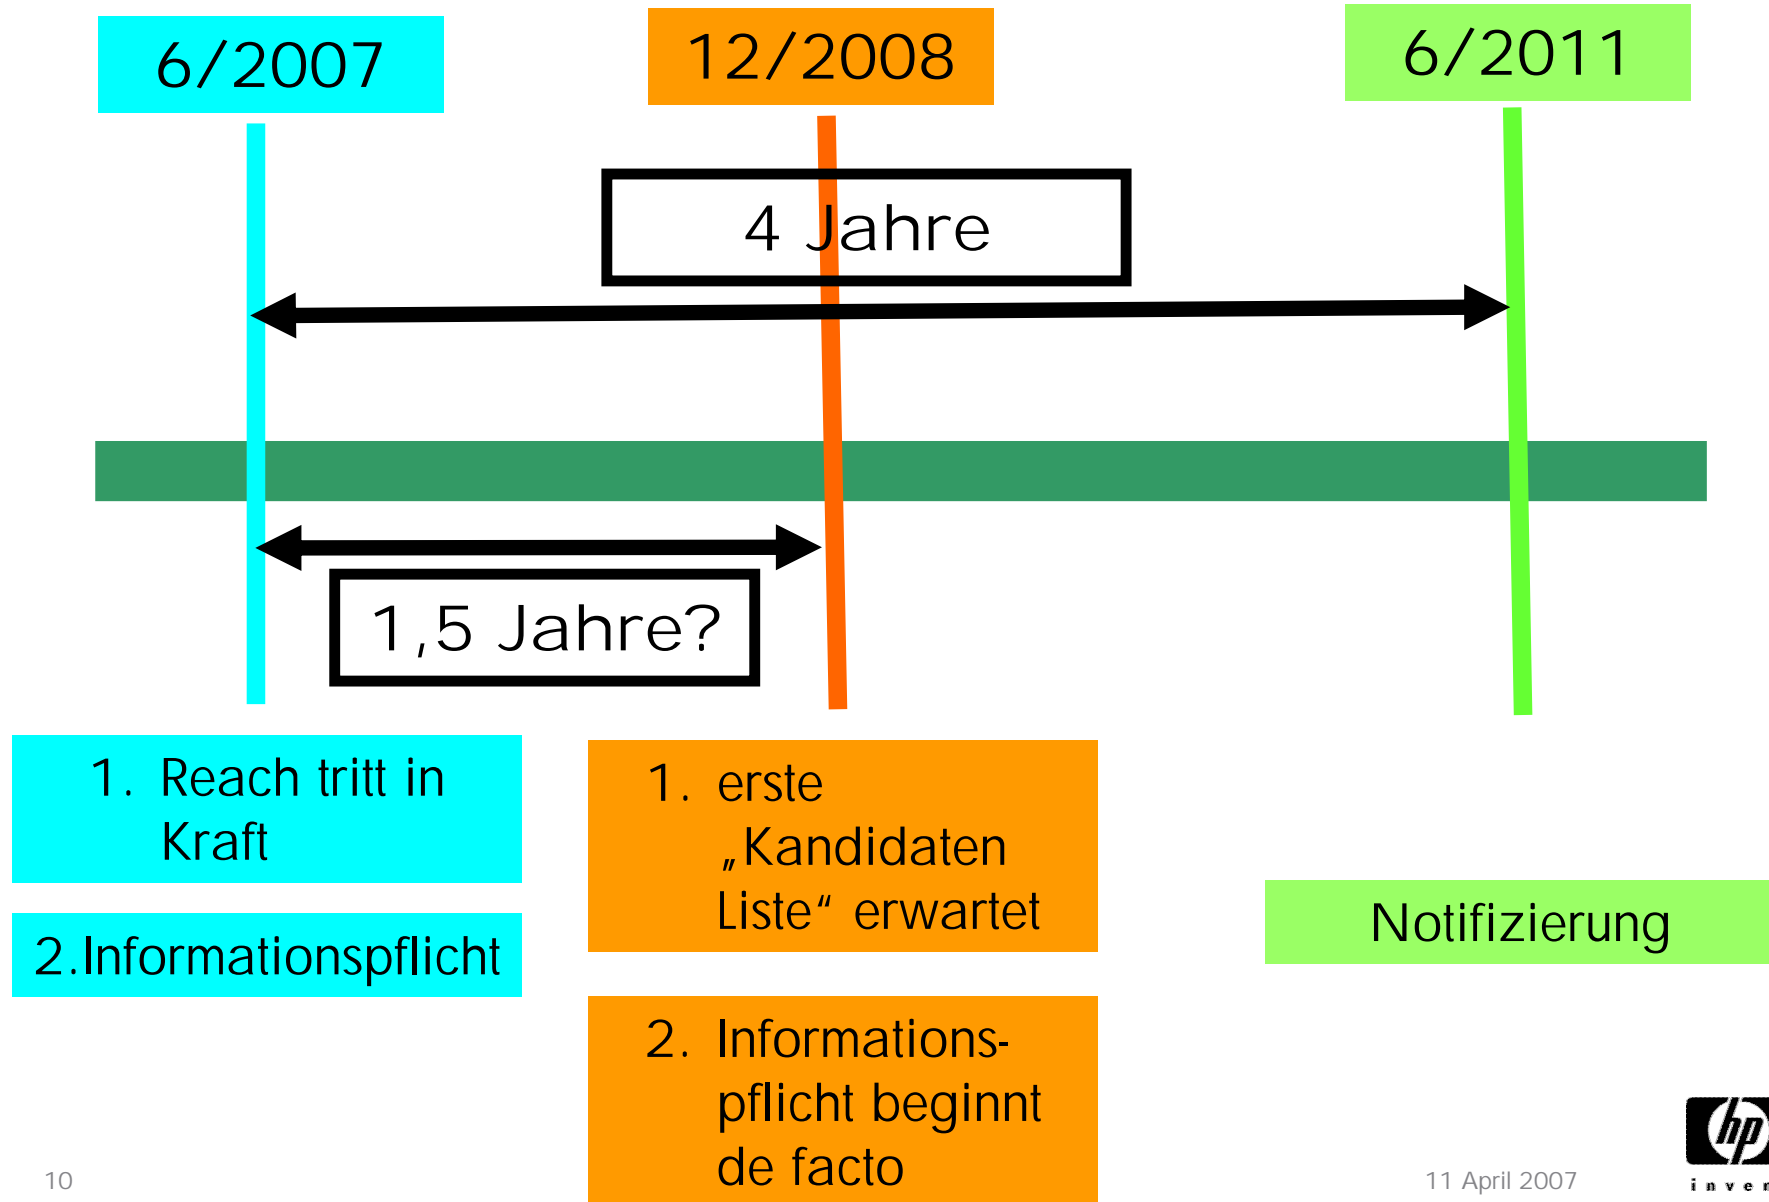 6/2007
12/2008
6/2011
4 Jahre
1,5 Jahre?
1. Reach tritt in
Kraft
2.Informationspflicht
1. erste
„Kandidaten
Liste“ erwartet
2. Informations-
pflicht beginnt
de facto
Notifizierung
10
11 April 2007
hp